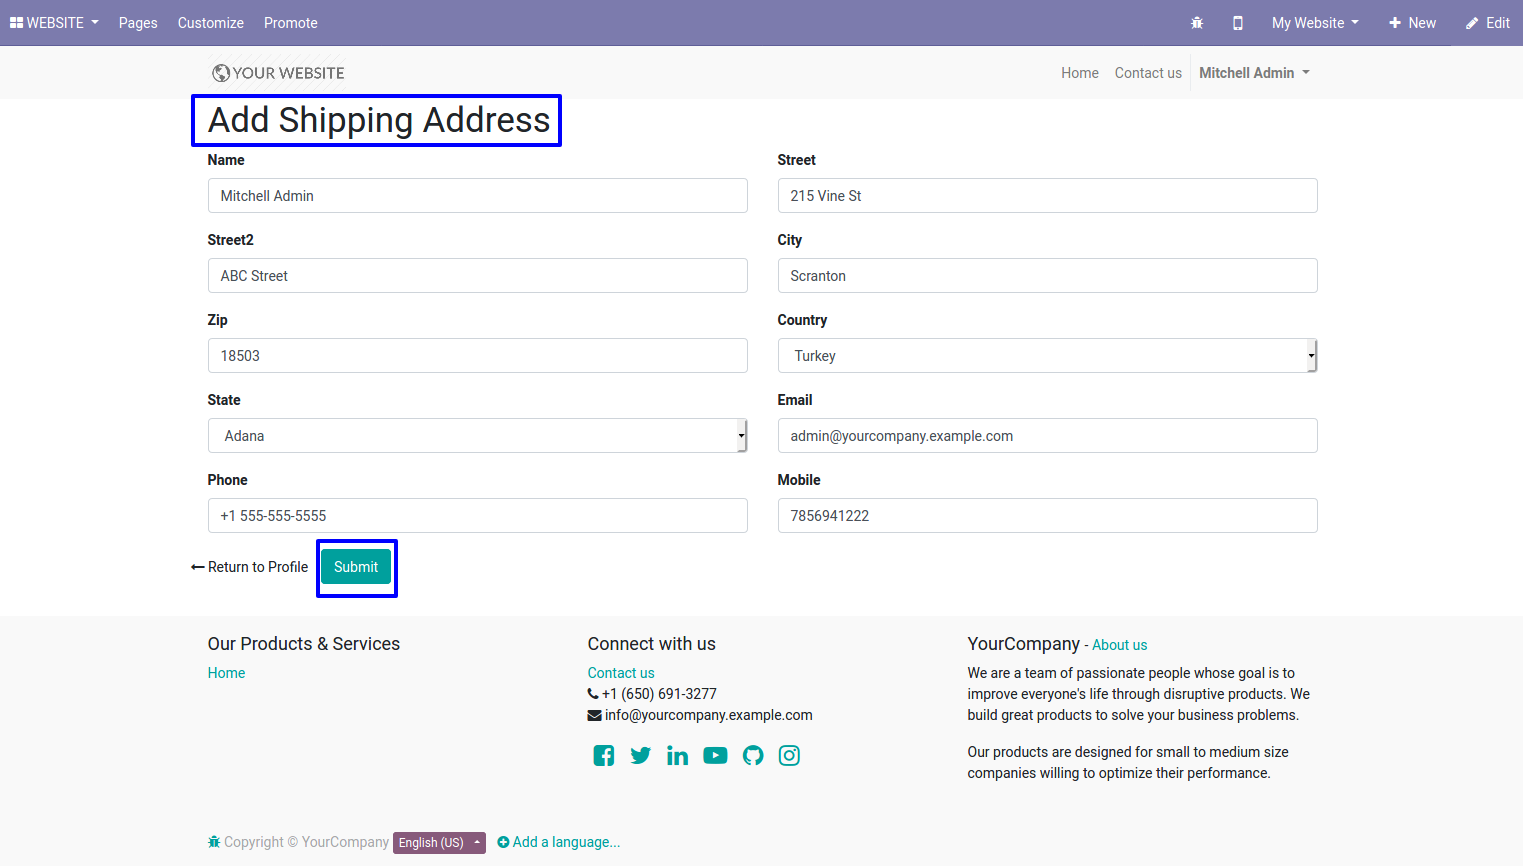 WEBSITE Pages Customize Promote My Website New Edit
YOUR WEBSITE Home Contact us Mitchell Admin
Add Shipping Address
Name Street
Mitchell Admin 215 Vine St
Street2 City
ABC Street Scranton
Zip Country
18503 Turkey
State Email
Adana admin@yourcompany.example.com
Phone Mobile
+1 555-555-5555 7856941222
Return to Profile Submit
Our Products & Services
Home
Connect with us
Contact us
+1 (650) 691-3277
info@yourcompany.example.com
YourCompany - About us
We are a team of passionate people whose goal is to
improve everyone's life through disruptive products. We
build great products to solve your business problems.
Our products are designed for small to medium size
companies willing to optimize their performance.
Copyright © YourCompany English (US) Add a language...